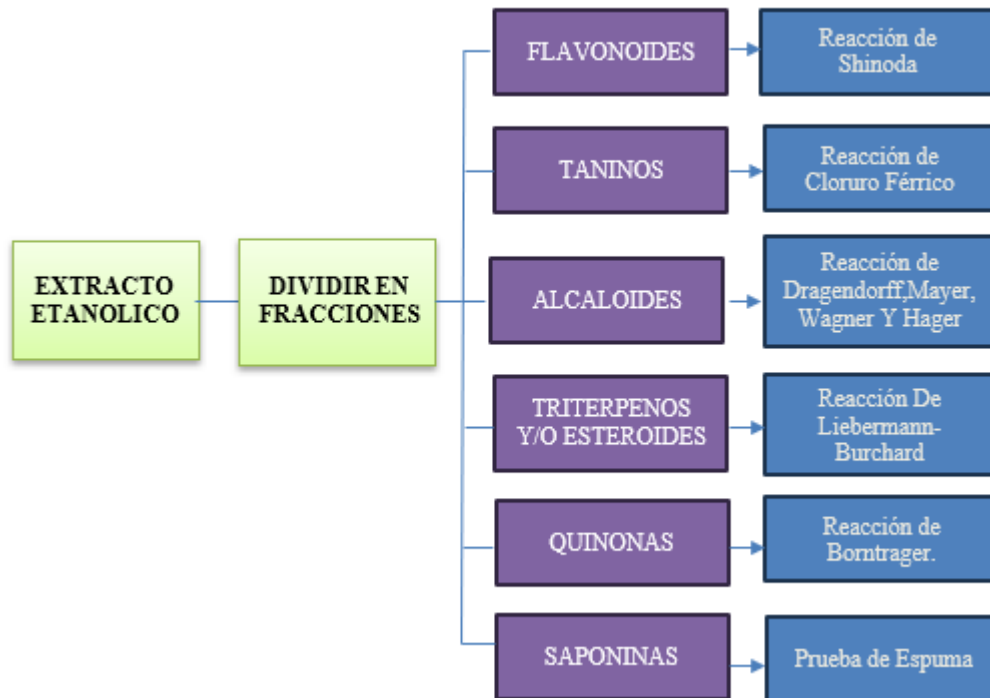 EXTRACTO
ETANOLICO
DIVIDIR EN
FRACCIONES
FLAVONOIDES
Reacción de
Shinoda
TANINOS
Reacción de
Cloruro Férrico
ALCALOIDES
Reacción de
Dragendorff,Mayer,
Wagner Y Hager
TRITERPENOS
Y/O ESTEROIDES
Reacción De
Liebermann-
Burchard
QUINONAS
Reacción de
Borntrager.
SAPONINAS
Prueba de Espuma